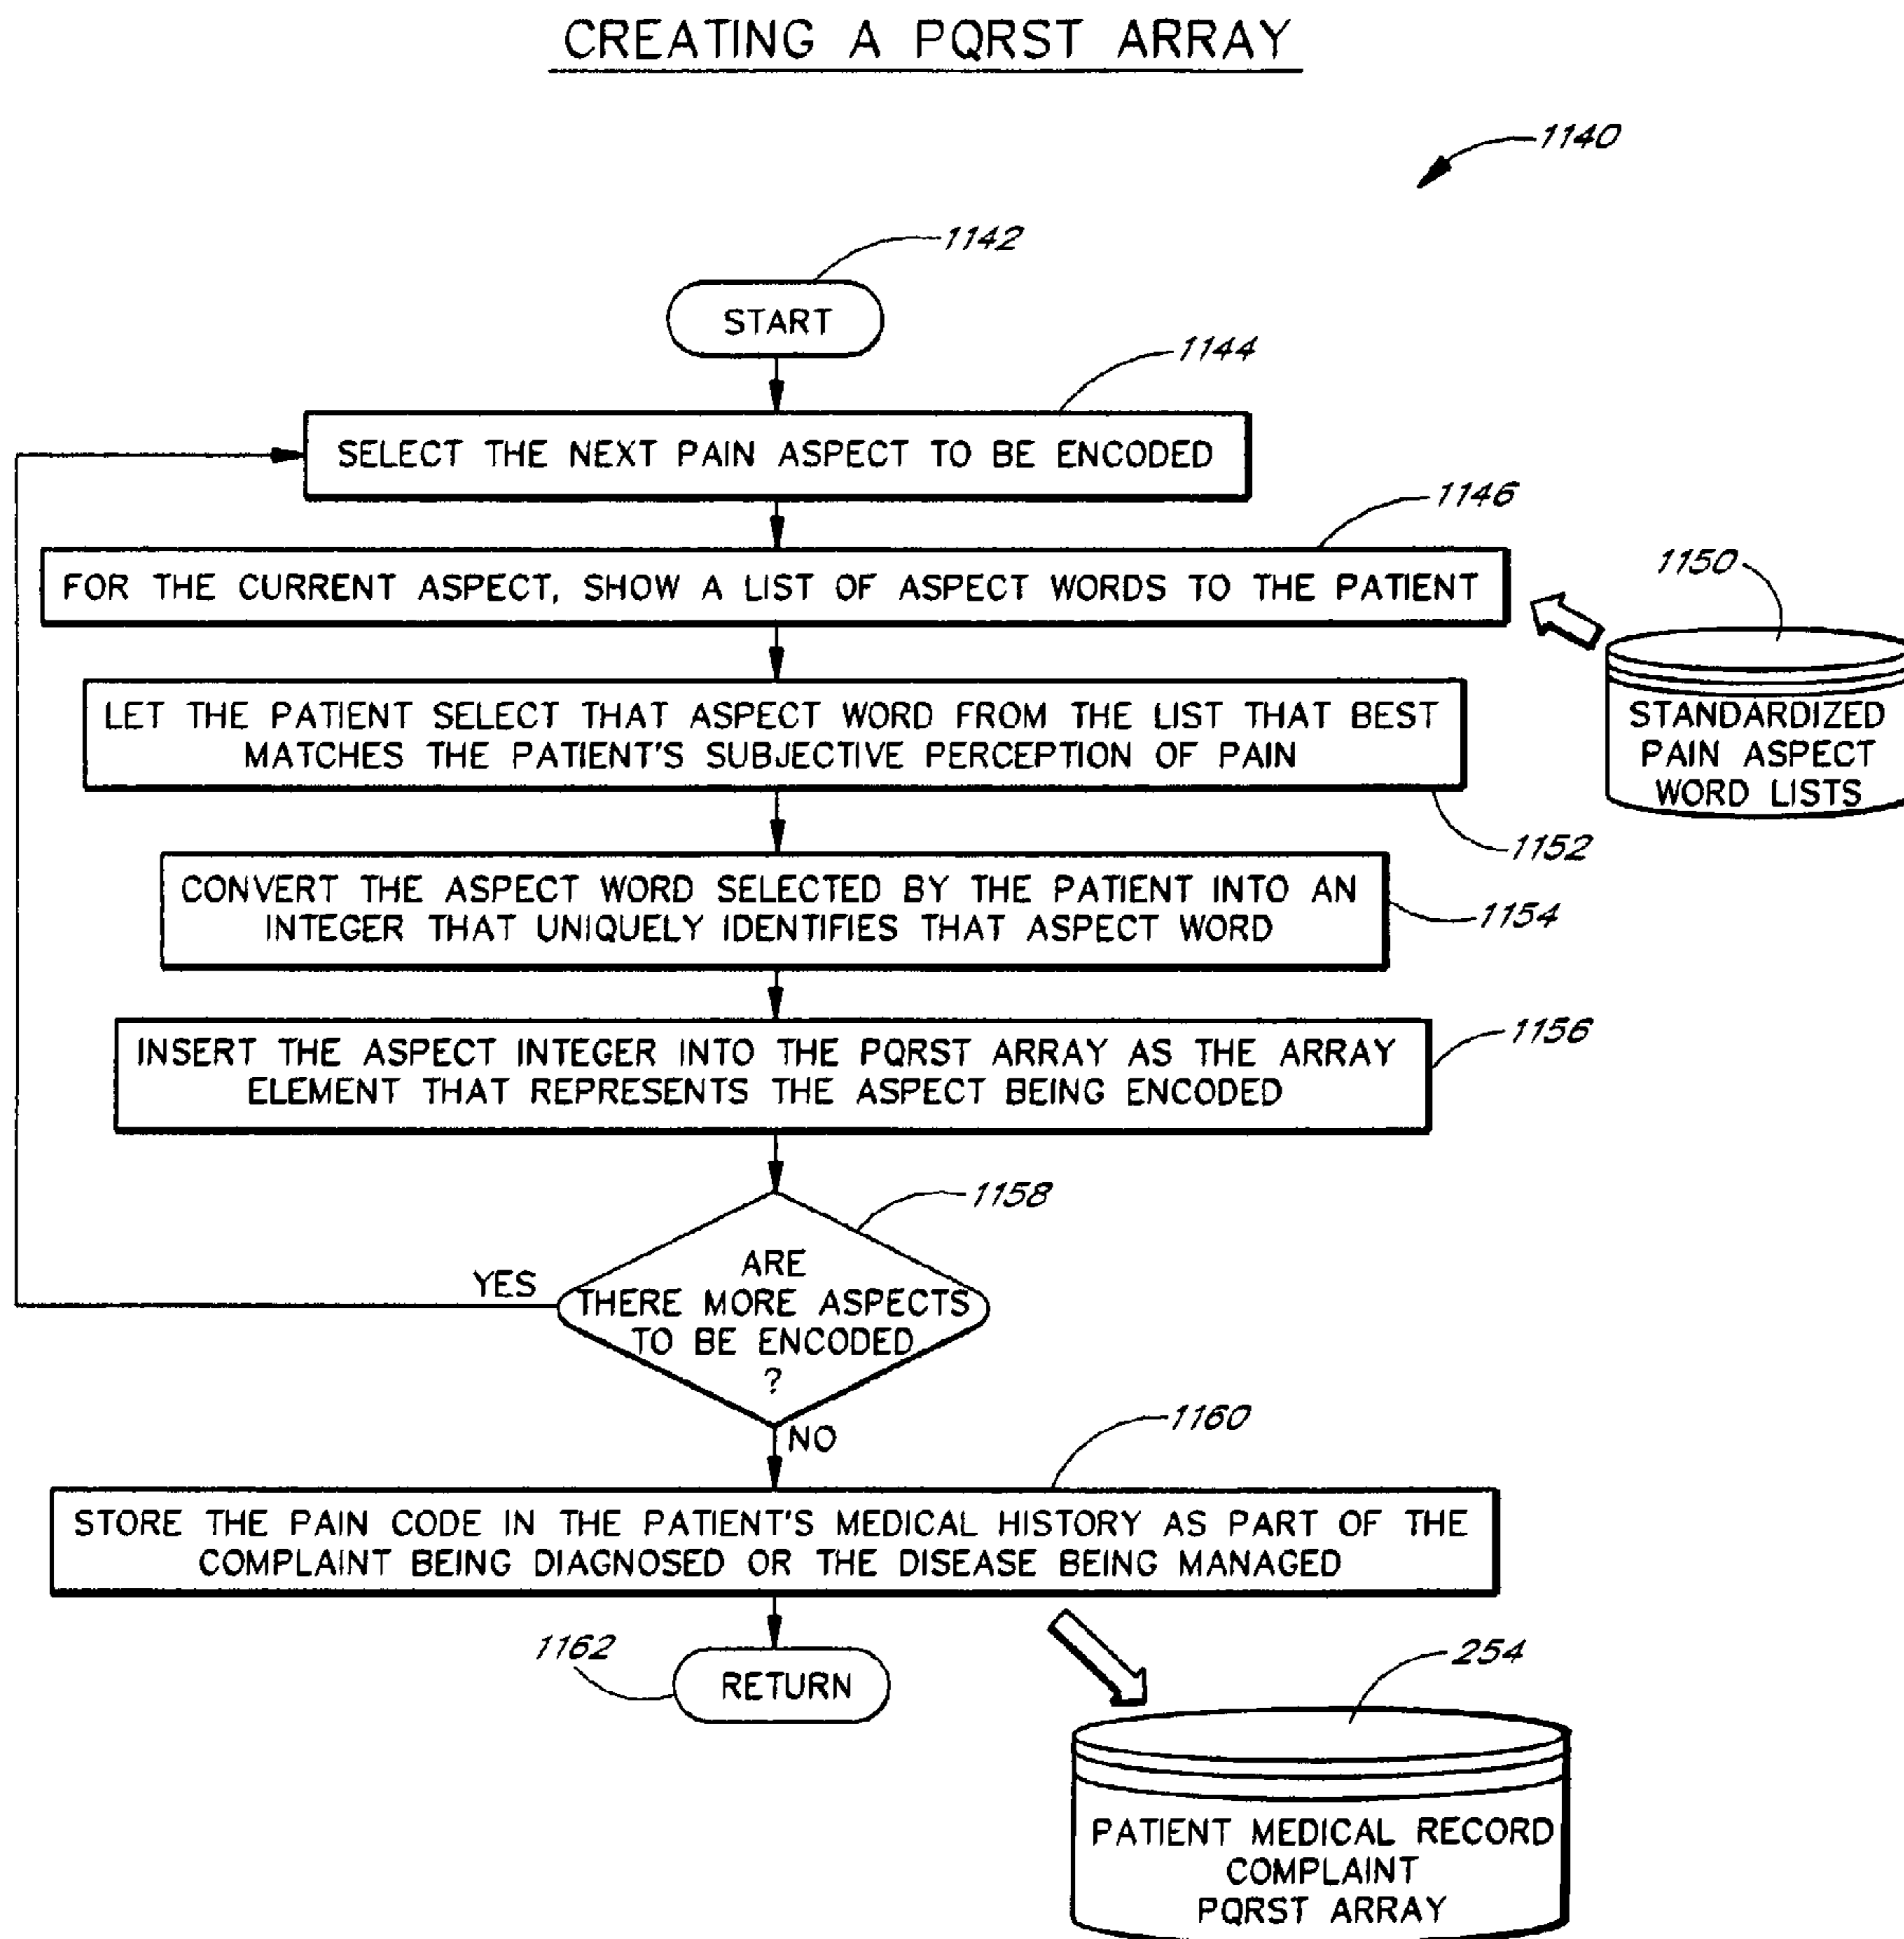 CREATING A PQRST ARRAY
1140
1142
START
1144
SELECT THE NEXT PAIN ASPECT TO BE ENCODED
1146
FOR THE CURRENT ASPECT, SHOW A LIST OF ASPECT WORDS TO THE PATIENT
1150
STANDARDIZED
PAIN ASPECT
WORD LISTS
LET THE PATIENT SELECT THAT ASPECT WORD FROM THE LIST THAT BEST
MATCHES THE PATIENT'S SUBJECTIVE PERCEPTION OF PAIN
1152
CONVERT THE ASPECT WORD SELECTED BY THE PATIENT INTO AN
INTEGER THAT UNIQUELY IDENTIFIES THAT ASPECT WORD
1154
INSERT THE ASPECT INTEGER INTO THE PQRST ARRAY AS THE ARRAY
ELEMENT THAT REPRESENTS THE ASPECT BEING ENCODED
1156
1158
ARE
THERE MORE ASPECTS
TO BE ENCODED
?
YES
NO
1160
STORE THE PAIN CODE IN THE PATIENT'S MEDICAL HISTORY AS PART OF THE
COMPLAINT BEING DIAGNOSED OR THE DISEASE BEING MANAGED
1162
RETURN
254
PATIENT MEDICAL RECORD
COMPLAINT
PQRST ARRAY